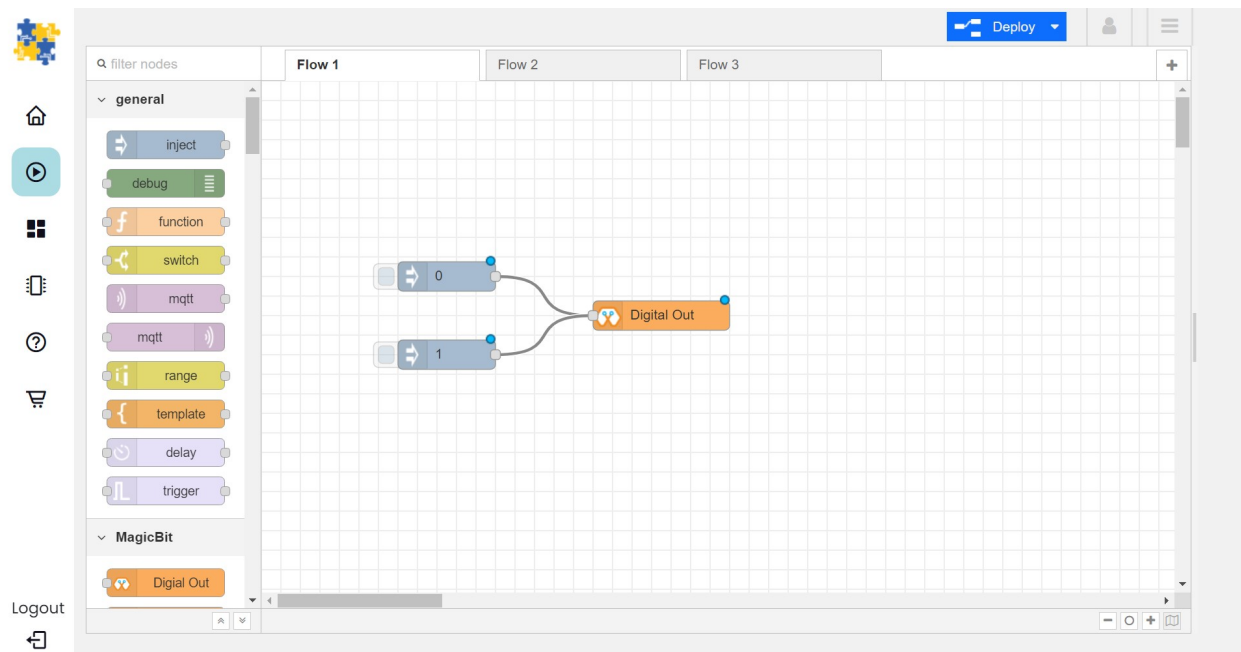 Deploy
filter nodes
Flow 1
Flow 2
Flow 3
general
inject
debug
function
switch
mqtt
mqtt
range
template
delay
trigger
MagicBit
Digial Out
0
1
Digital Out
Logout